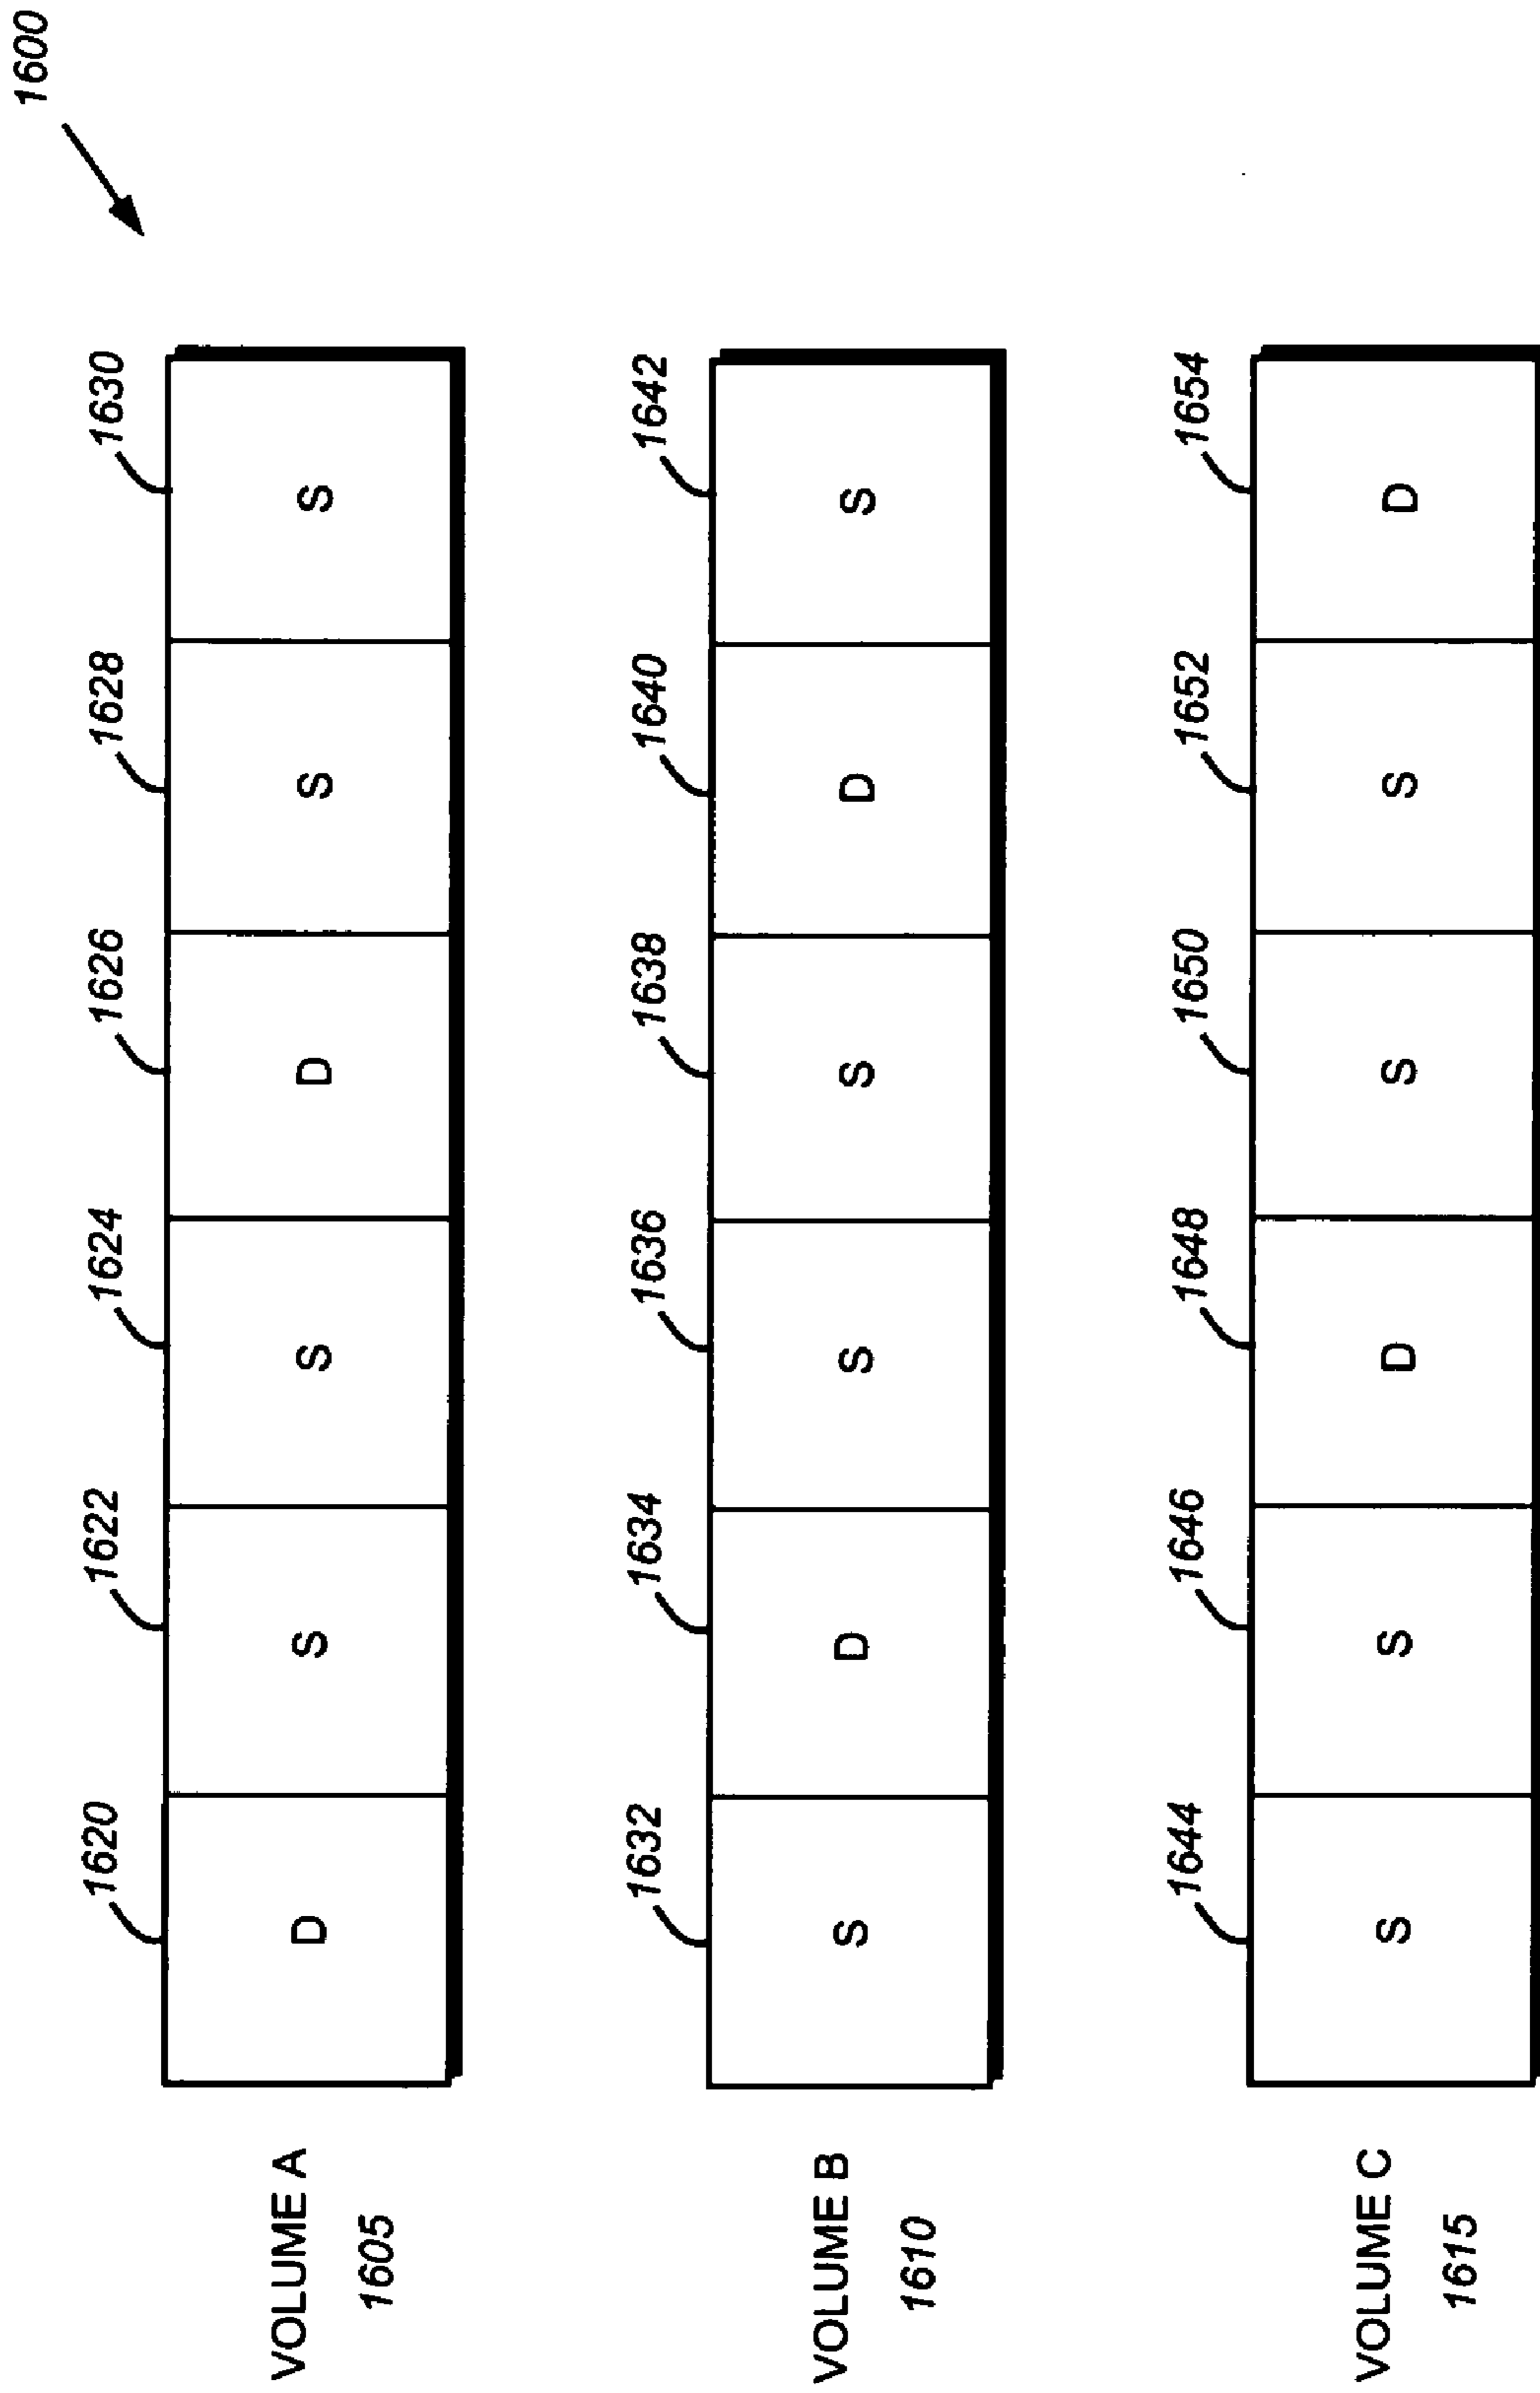 1600
1620 1622 1624 1626 1628 1630
VOLUME A
D S S D S S
1605
1632 1634 1636 1638 1640 1642
VOLUME B
S D S S D S
1610
1644 1646 1648 1650 1652 1654
VOLUME C
S S D S S D
1615